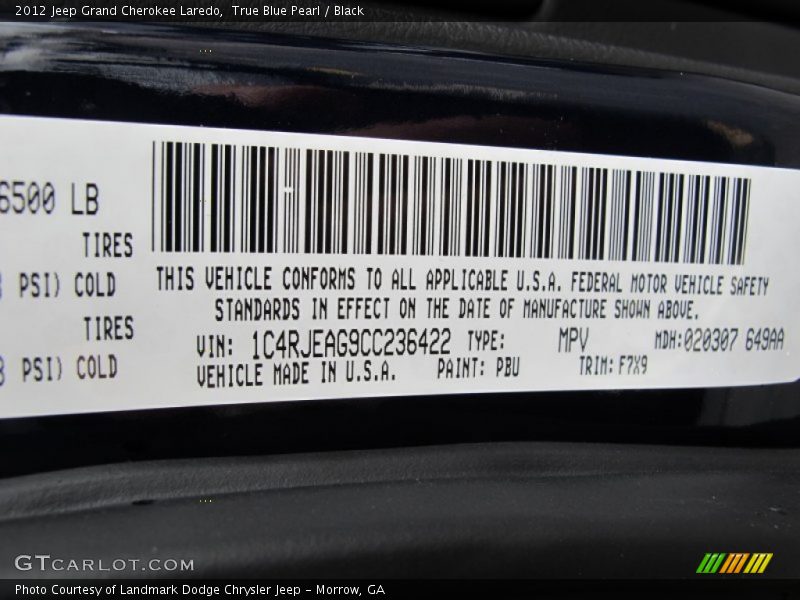 2012 Jeep Grand Cherokee Laredo,  True Blue Pearl / Black
6500 LB
TIRES
PSI) COLD
TIRES
PSI) COLD
THIS VEHICLE CONFORMS TO ALL APPLICABLE U.S.A. FEDERAL MOTOR VEHICLE SAFETY
STANDARDS IN EFFECT ON THE DATE OF MANUFACTURE SHOWN ABOVE.
VIN: 1C4RJEAG9CC236422 TYPE: MPV MDH:020307 649AA
VEHICLE MADE IN U.S.A. PAINT: PBU TRIM: F7X9
GTCARLOT.COM
Photo Courtesy of Landmark Dodge Chrysler Jeep – Morrow, GA